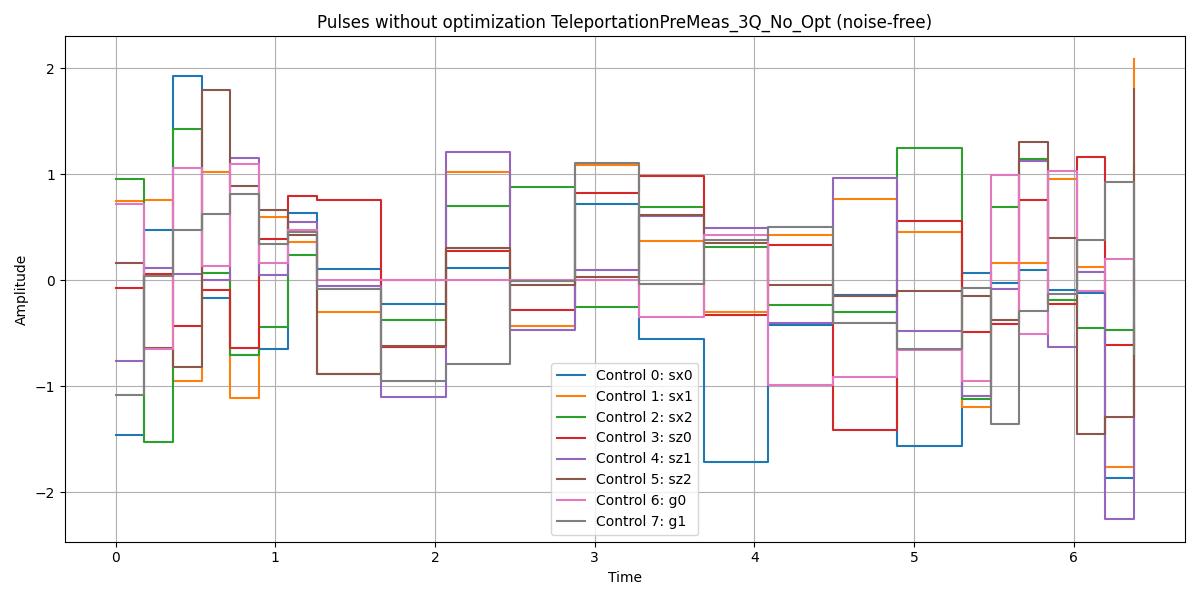 Pulses without optimization TeleportationPreMeas_3Q_No_Opt (noise-free)
2
1
0
−1
−2
Amplitude
Control 0: sx0
Control 1: sx1
Control 2: sx2
Control 3: sz0
Control 4: sz1
Control 5: sz2
Control 6: g0
Control 7: g1
0 1 2 3 4 5 6
Time